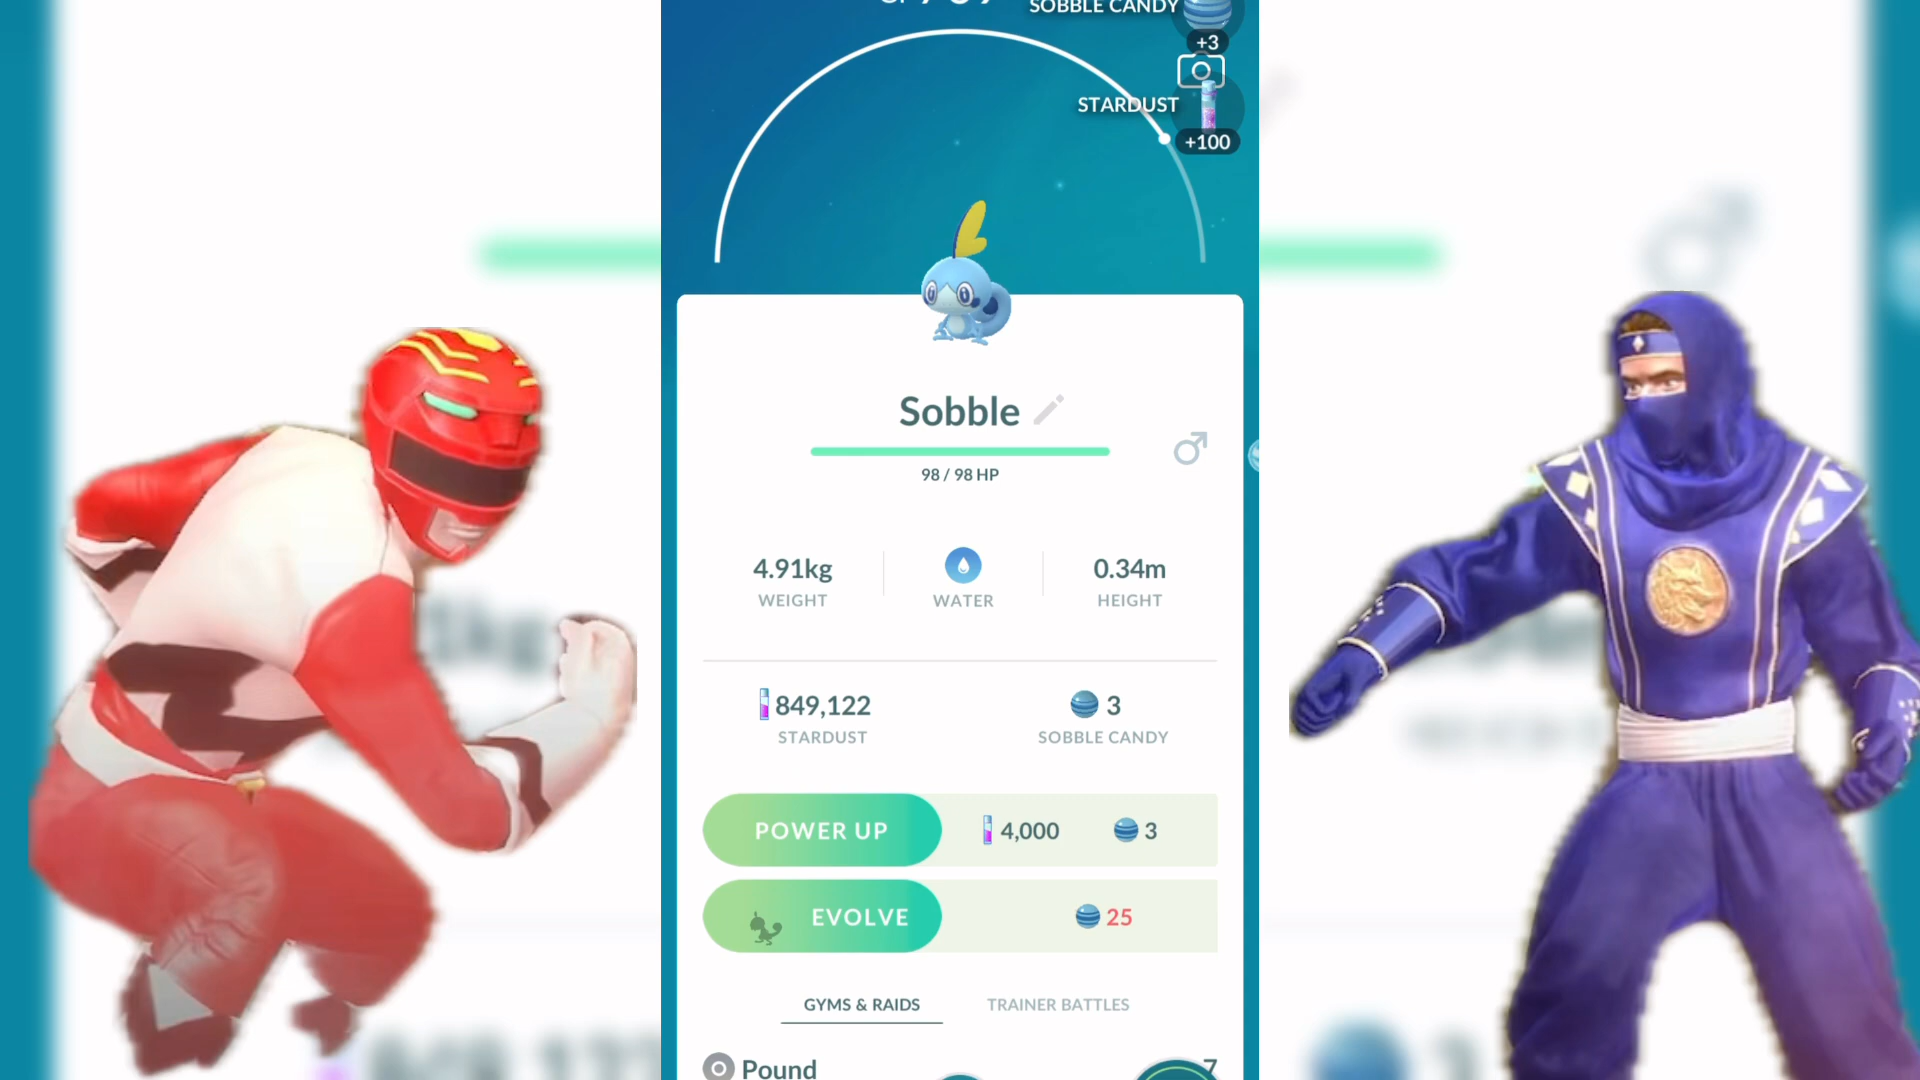 SOBBLE CANDY
+3
STARDUST
+100
Sobble
98 / 98 HP
4.91kg
WEIGHT
WATER
0.34m
HEIGHT
849,122
STARDUST
3
SOBBLE CANDY
POWER UP 4,000 3
EVOLVE 25
GYMS & RAIDS TRAINER BATTLES
Pound 7